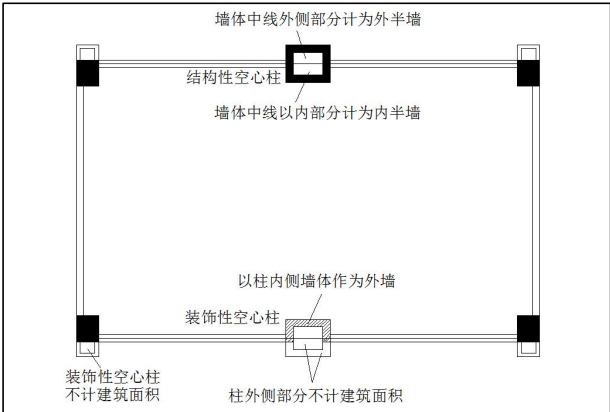 墙体中线外侧部分计为外半墙
结构性空心柱
墙体中线以内部分计为内半墙
以柱内侧墙体作为外墙
装饰性空心柱
装饰性空心柱
不计建筑面积
柱外侧部分不计建筑面积